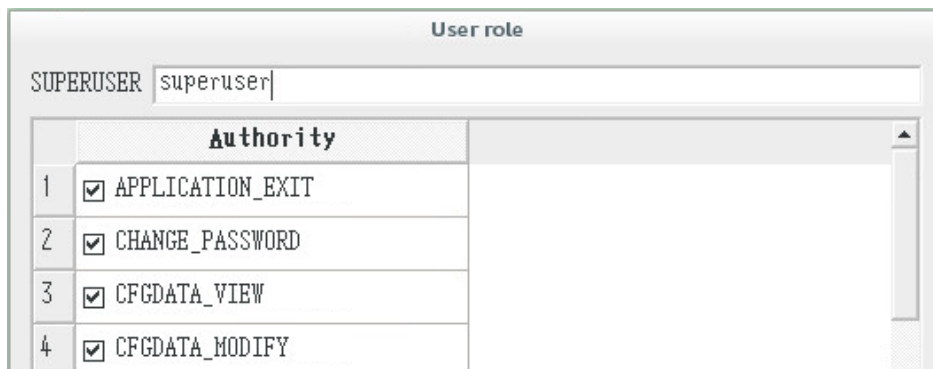 User role
SUPERUSER superuser
Authority
1 APPLICATION_EXIT
2 CHANGE_PASSWORD
3 CFGDATA_VIEW
4 CFGDATA_MODIFY